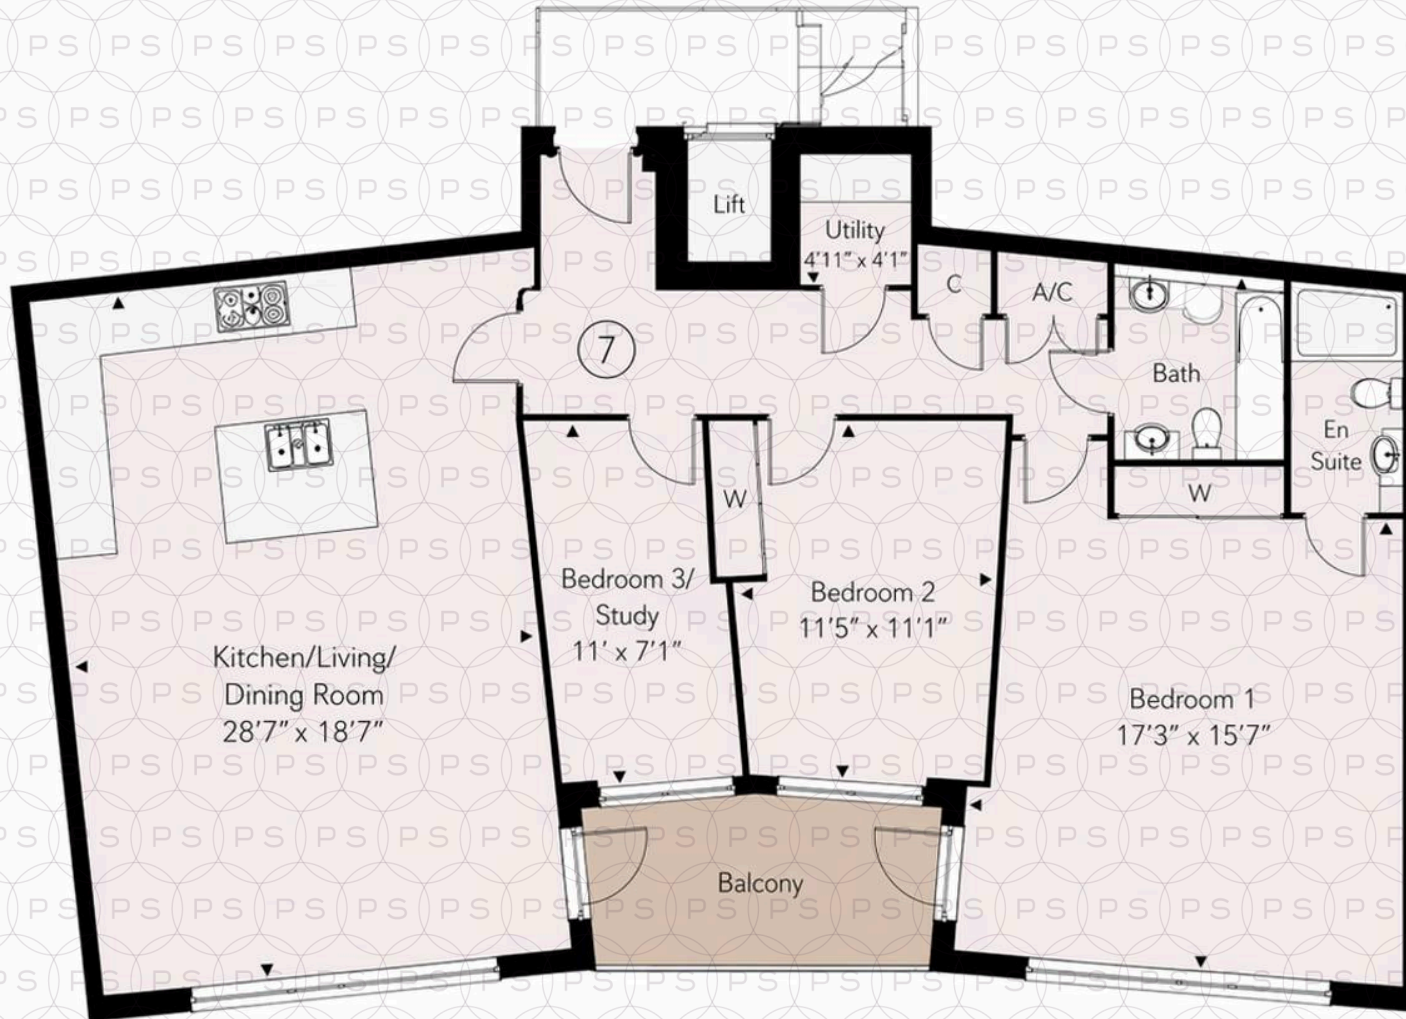 Lift
Utility
4'11" x 4'1"
C
A/C
7
Bath
En
Suite
W
W
Bedroom 3/
Study
11' x 7'1"
Bedroom 2
11'5" x 11'1"
Kitchen/Living/
Dining Room
28'7" x 18'7"
Bedroom 1
17'3" x 15'7"
Balcony
PS